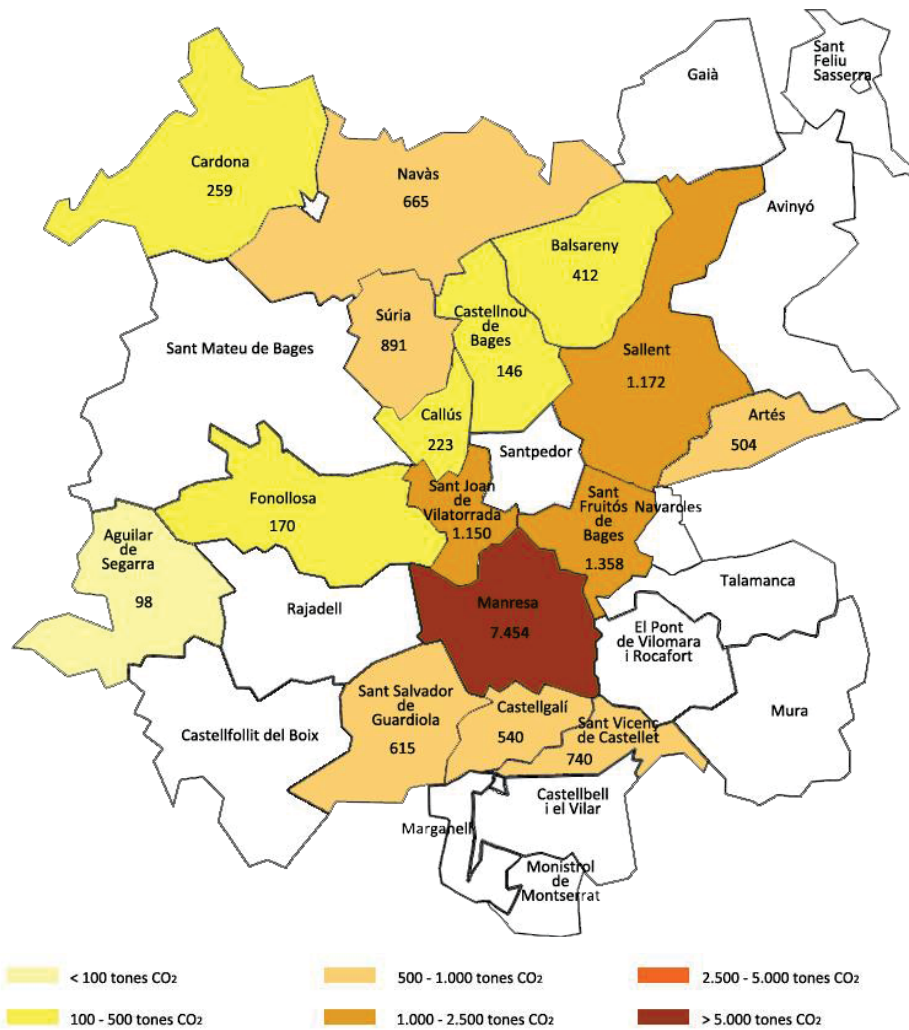 Sant
Feliu
Sasserra
Gaià
Cardona
259
Navàs
665
Avinyó
Balsareny
412
Súria
891
Castellnou
de
Bages
146
Sant Mateu de Bages
Sallent
1.172
Callús
223
Artés
504
Santpedor
Fonollosa
170
Sant Joan
de
Vilatorrada
1.150
Sant
Fruitós
de
Bages
1.358
Navarcles
Aguilar
de
Segarra
98
Talamanca
Rajadell
Manresa
7.454
El Pont
de Vilomara
i Rocafort
Mura
Sant Salvador
de
Guardiola
615
Castellgalí
540
Sant Vicenç
de Castellet
740
Castellfollit del Boix
Castellbell
i el Vilar
Marganell
Monistrol
de
Montserrat
< 100 tones CO2
500 - 1.000 tones CO2
2.500 - 5.000 tones CO2
100 - 500 tones CO2
1.000 - 2.500 tones CO2
> 5.000 tones CO2